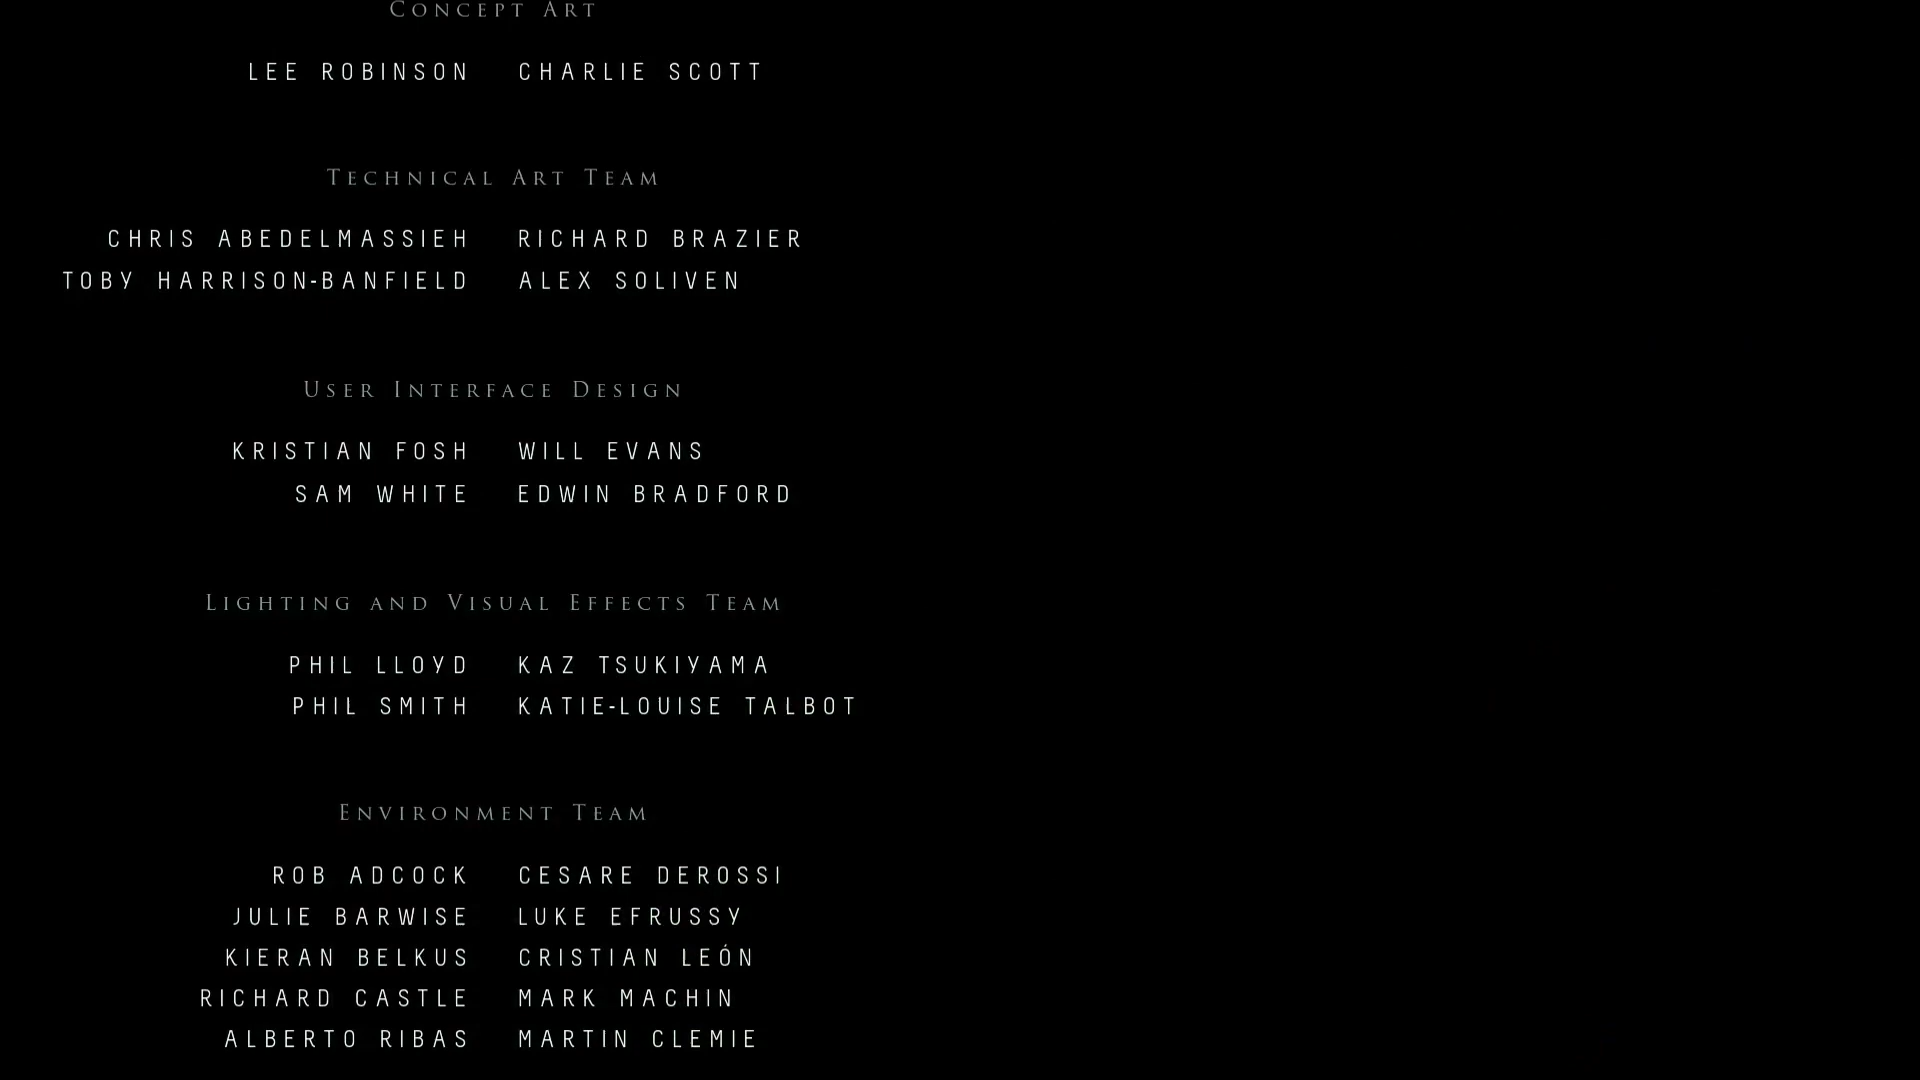 Concept Art
LEE ROBINSON CHARLIE SCOTT
Technical Art Team
CHRIS ABEDELMASSIEH RICHARD BRAZIER
TOBY HARRISON-BANFIELD ALEX SOLIVEN
User Interface Design
KRISTIAN FOSH WILL EVANS
SAM WHITE EDWIN BRADFORD
Lighting and Visual Effects Team
PHIL LLOYD KAZ TSUKIYAMA
PHIL SMITH KATIE-LOUISE TALBOT
Environment Team
ROB ADCOCK CESARE DEROSSI
JULIE BARWISE LUKE EFRUSSY
KIERAN BELKUS CRISTIAN LEÓN
RICHARD CASTLE MARK MACHIN
ALBERTO RIBAS MARTIN CLEMIE